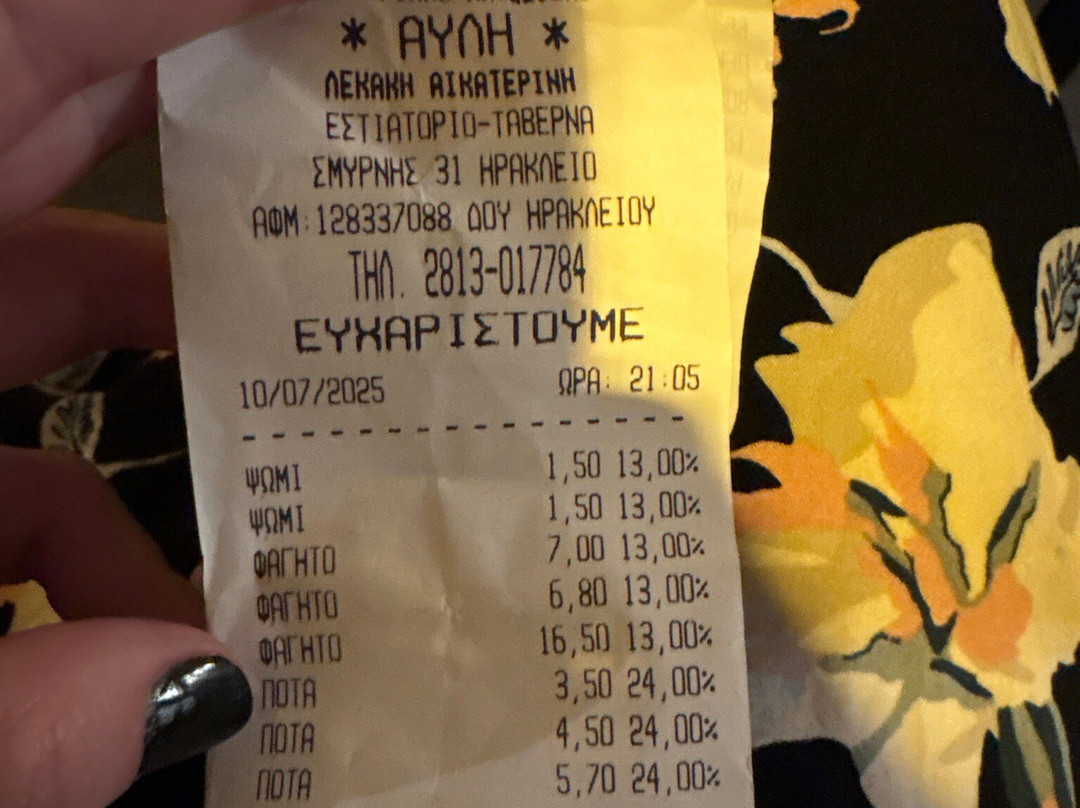 * ΑΥΛΗ *
ΛΕΚΑΚΗ ΑΙΚΑΤΕΡΙΝΗ
ΕΣΤΙΑΤΟΡΙΟ-ΤΑΒΕΡΝΑ
ΣΜΥΡΝΗΣ 31 ΗΡΑΚΛΕΙΟ
ΑΦΜ:128337088 ΔΟΥ ΗΡΑΚΛΕΙΟΥ
ΤΗΛ. 2813-017784
ΕΥΧΑΡΙΣΤΟΥΜΕ
10/07/2025 ΩΡΑ: 21:05
ΨΩΜΙ 1,50 13,00%
ΨΩΜΙ 1,50 13,00%
ΦΑΓΗΤΟ 7,00 13,00%
ΦΑΓΗΤΟ 6,80 13,00%
ΦΑΓΗΤΟ 16,50 13,00%
ΠΟΤΑ 3,50 24,00%
ΠΟΤΑ 4,50 24,00%
ΠΟΤΑ 5,70 24,00%